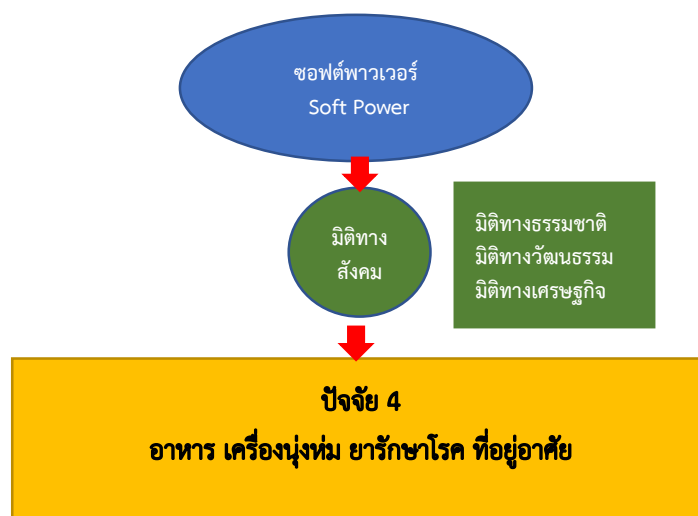 ซอฟต์พาวเวอร์
Soft Power
มิติทาง
สังคม
มิติทางธรรมชาติ
มิติทางวัฒนธรรม
มิติทางเศรษฐกิจ
ปัจจัย 4
อาหาร เครื่องนุ่งห่ม ยารักษาโรค ที่อยู่อาศัย